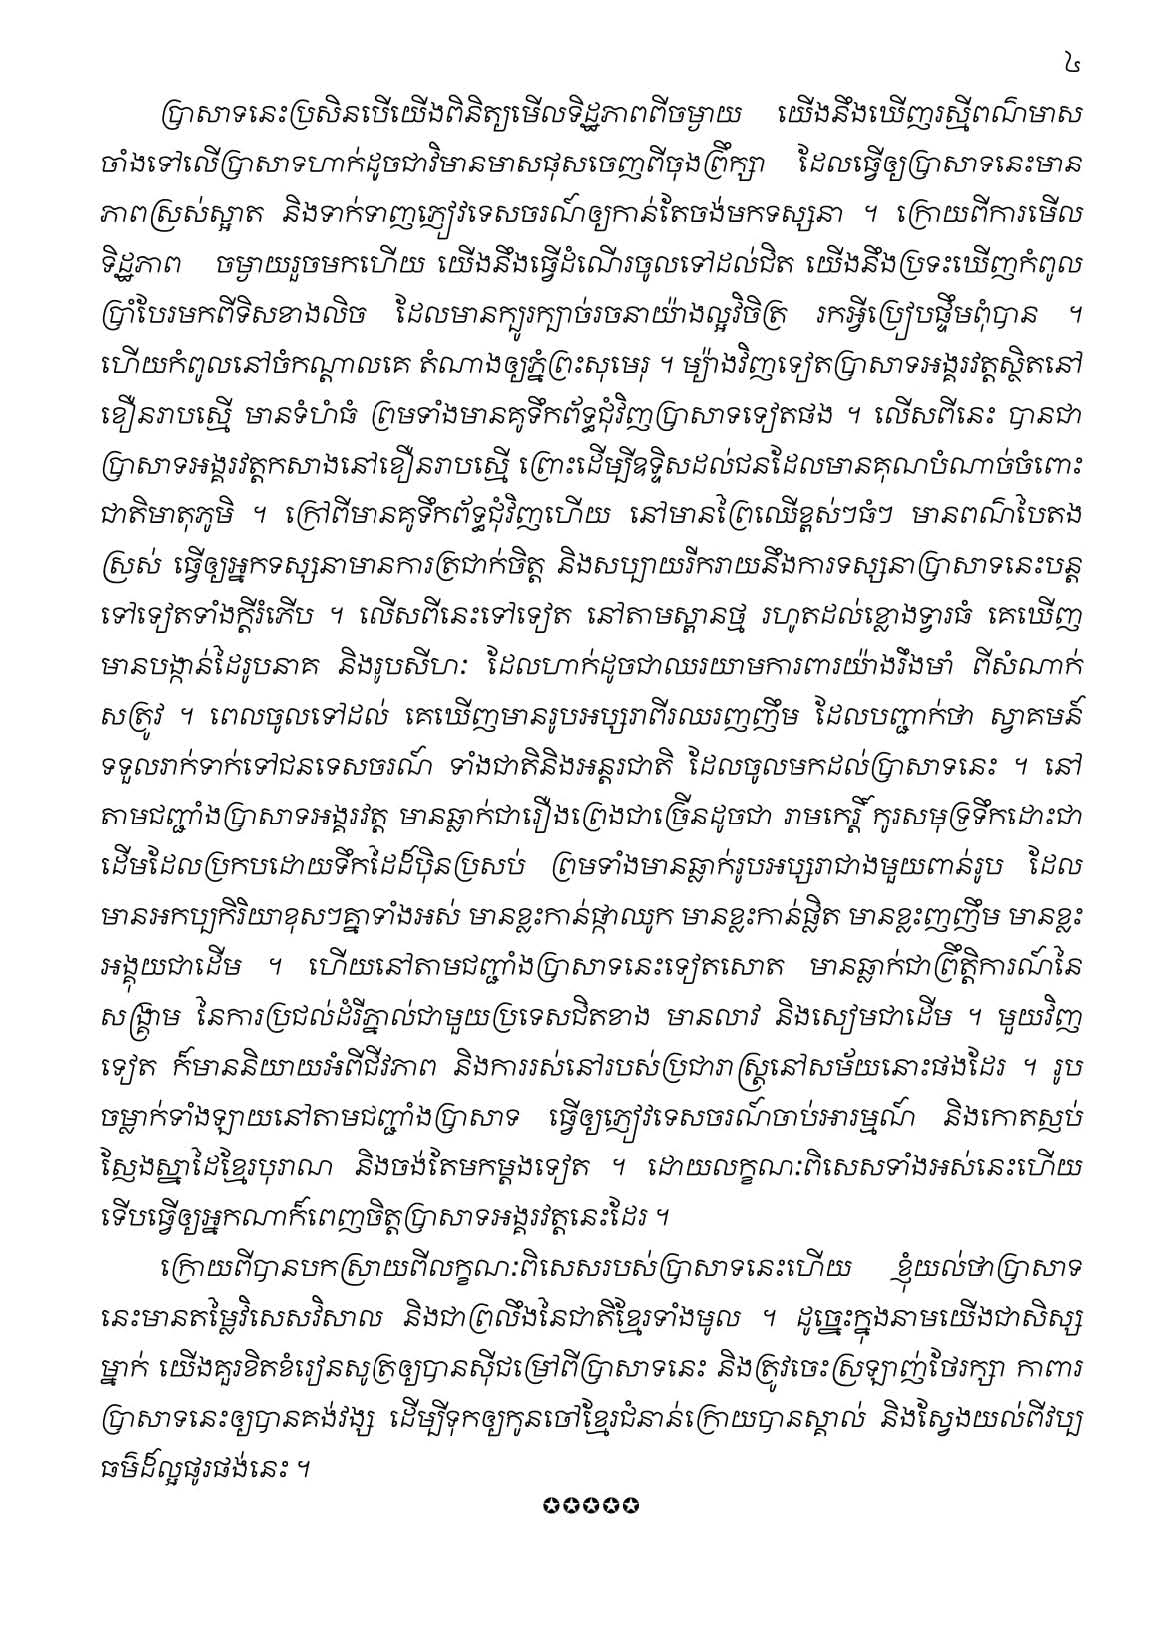 ៤
ប្រាសាទនេះប្រសិនបើយើងពិនិត្យមើលទិដ្ឋភាពពីចម្ងាយ យើងនឹងឃើញរស្មីពណ៌មាស
ចាំងទៅលើប្រាសាទហាក់ដូចជាវិមានមាសផុសចេញពីចុងព្រឹក្សា ដែលធ្វើឲ្យប្រាសាទនេះមាន
ភាពស្រស់ស្អាត និងទាក់ទាញភ្ញៀវទេសចរណ៍ឲ្យកាន់តែចង់មកទស្សនា ។ ក្រោយពីការមើល
ទិដ្ឋភាព ចម្ងាយរួចមកហើយ យើងនឹងធ្វើដំណើរចូលទៅដល់ជិត យើងនឹងប្រទះឃើញកំពូល
ប្រាំបែរមកពីទិសខាងលិច ដែលមានក្បូរក្បាច់រចនាយ៉ាងល្អវិចិត្រ រកអ្វីប្រៀបផ្ទឹមពុំបាន ។
ហើយកំពូលនៅចំកណ្ដាលគេ តំណាងឲ្យភ្នំព្រះសុមេរុ ។ ម្យ៉ាងវិញទៀតប្រាសាទអង្គរវត្តស្ថិតនៅ
ខឿនរាបស្មើ មានទំហំធំ ព្រមទាំងមានគូទឹកព័ទ្ធជុំវិញប្រាសាទទៀតផង ។ លើសពីនេះ បានជា
ប្រាសាទអង្គរវត្តកសាងនៅខឿនរាបស្មើ ព្រោះដើម្បីឧទ្ទិសដល់ជនដែលមានគុណបំណាច់ចំពោះ
ជាតិមាតុភូមិ ។ ក្រៅពីមានគូទឹកព័ទ្ធជុំវិញហើយ នៅមានព្រៃឈើខ្ពស់ៗធំៗ មានពណ៌បៃតង
ស្រស់ ធ្វើឲ្យអ្នកទស្សនាមានការត្រជាក់ចិត្ត និងសប្បាយរីករាយនឹងការទស្សនាប្រាសាទនេះបន្ត
ទៅទៀតទាំងក្ដីរំភើប ។ លើសពីនេះទៅទៀត នៅតាមស្ពានថ្ម រហូតដល់ខ្លោងទ្វារធំ គេឃើញ
មានបង្កាន់ដៃរូបនាគ និងរូបសីហៈ ដែលហាក់ដូចជាឈរយាមការពារយ៉ាងរឹងមាំ ពីសំណាក់
សត្រូវ ។ ពេលចូលទៅដល់ គេឃើញមានរូបអប្សរាពីរឈរញញឹម ដែលបញ្ជាក់ថា ស្វាគមន៍
ទទួលរាក់ទាក់ទៅជនទេសចរណ៍ ទាំងជាតិនិងអន្តរជាតិ ដែលចូលមកដល់ប្រាសាទនេះ ។ នៅ
តាមជញ្ជាំងប្រាសាទអង្គរវត្ត មានឆ្លាក់ជារឿងព្រេងជាច្រើនដូចជា រាមកេរ្តិ៍ កូរសមុទ្រទឹកដោះជា
ដើមដែលប្រកបដោយទឹកដៃដ៏ប៉ិនប្រសប់ ព្រមទាំងមានឆ្លាក់រូបអប្សរាជាងមួយពាន់រូប ដែល
មានអកប្បកិរិយាខុសៗគ្នាទាំងអស់ មានខ្លះកាន់ផ្កាឈូក មានខ្លះកាន់ផ្លិត មានខ្លះញញឹម មានខ្លះ
អង្គុយជាដើម ។ ហើយនៅតាមជញ្ជាំងប្រាសាទនេះទៀតសោត មានឆ្លាក់ជាព្រឹត្តិការណ៍នៃ
សង្គ្រាម នៃការប្រជល់ដំរីភ្នាល់ជាមួយប្រទេសជិតខាង មានលាវ និងសៀមជាដើម ។ មួយវិញ
ទៀត ក៏មាននិយាយអំពីជីវភាព និងការរស់នៅរបស់ប្រជារាស្ត្រនៅសម័យនោះផងដែរ ។ រូប
ចម្លាក់ទាំងឡាយនៅតាមជញ្ជាំងប្រាសាទ ធ្វើឲ្យភ្ញៀវទេសចរណ៍ចាប់អារម្មណ៍ និងកោតស្ញប់
ស្ញែងស្នាដៃខ្មែរបុរាណ និងចង់តែមកម្ដងទៀត ។ ដោយលក្ខណៈពិសេសទាំងអស់នេះហើយ
ទើបធ្វើឲ្យអ្នកណាក៏ពេញចិត្តប្រាសាទអង្គរវត្តនេះដែរ ។
ក្រោយពីបានបកស្រាយពីលក្ខណៈពិសេសរបស់ប្រាសាទនេះហើយ ខ្ញុំយល់ថាប្រាសាទ
នេះមានតម្លៃវិសេសវិសាល និងជាព្រលឹងនៃជាតិខ្មែរទាំងមូល ។ ដូច្នេះក្នុងនាមយើងជាសិស្ស
ម្នាក់ យើងគួរខិតខំរៀនសូត្រឲ្យបានស៊ីជម្រៅពីប្រាសាទនេះ និងត្រូវចេះស្រឡាញ់ថែរក្សា កាពារ
ប្រាសាទនេះឲ្យបានគង់វង្ស ដើម្បីទុកឲ្យកូនចៅខ្មែរជំនាន់ក្រោយបានស្គាល់ និងស្វែងយល់ពីវប្ប
ធម៌ដ៏ល្អផូរផង់នេះ ។
✪✪✪✪✪